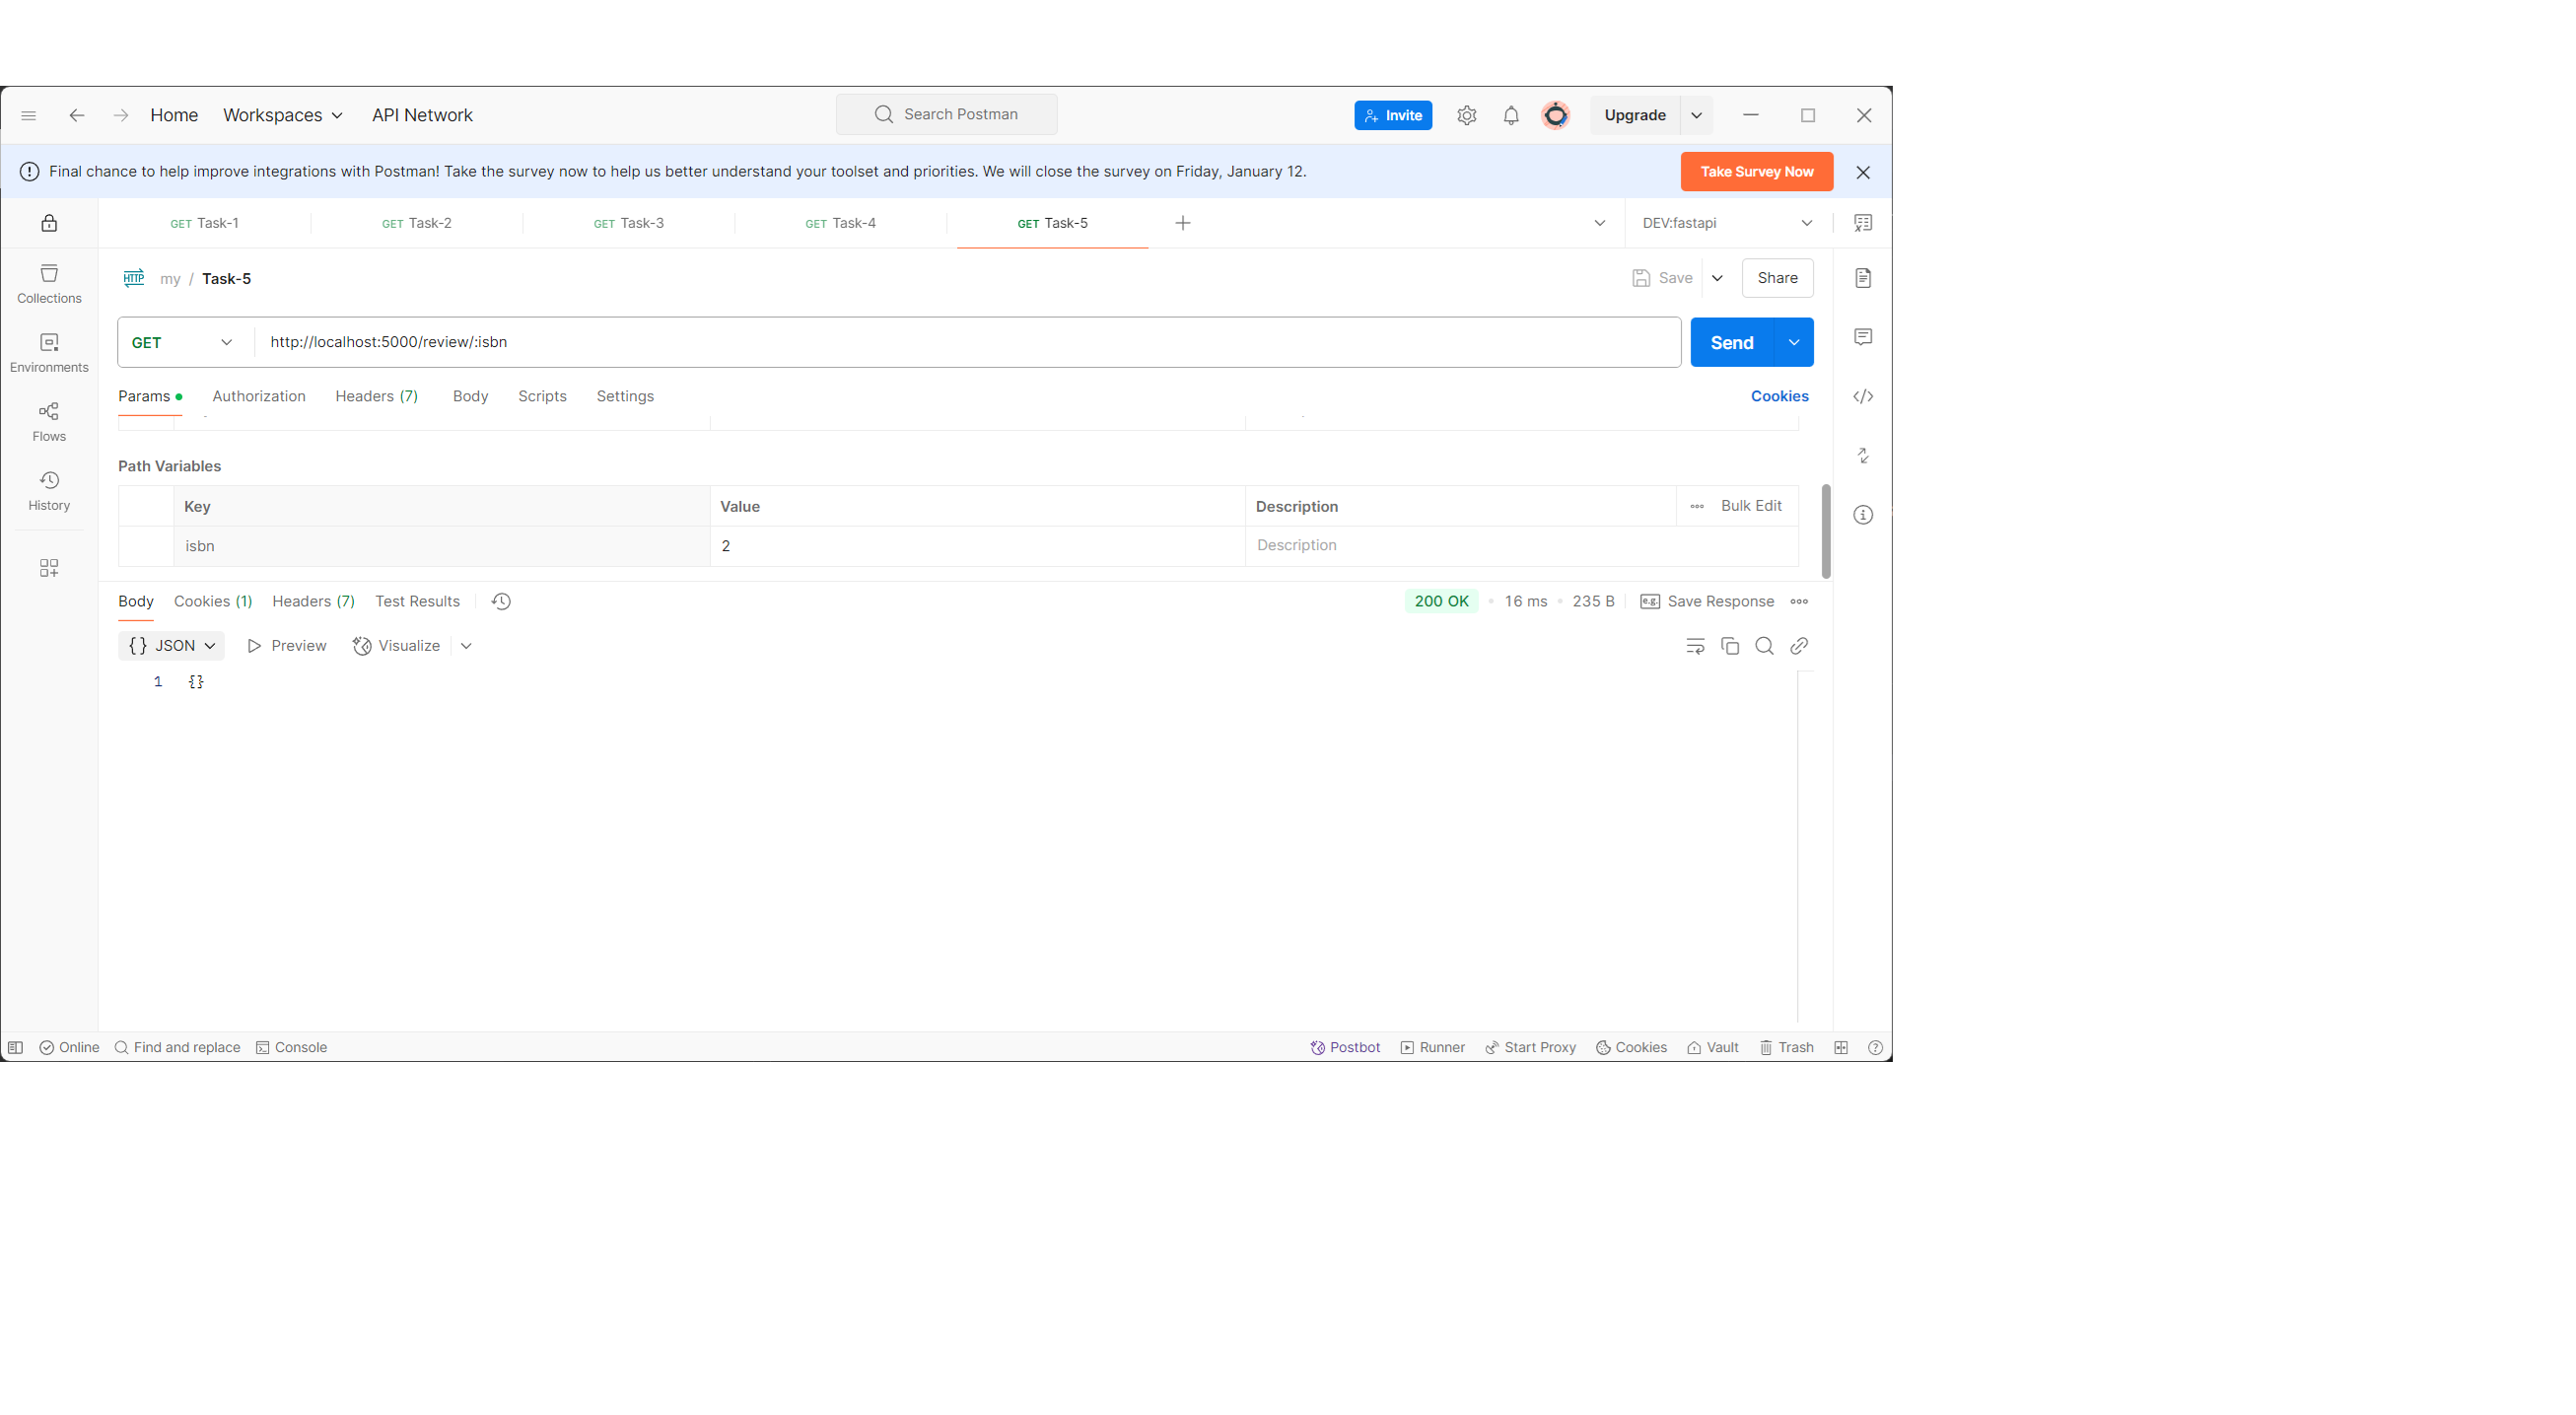 Home Workspaces API Network Search Postman Invite Upgrade
Final chance to help improve integrations with Postman! Take the survey now to help us better understand your toolset and priorities. We will close the survey on Friday, January 12. Take Survey Now
GET Task-1 GET Task-2 GET Task-3 GET Task-4 GET Task-5 DEV:fastapi
HTTP my / Task-5 Save Share
Collections
GET http://localhost:5000/review/:isbn Send
Environments
Params Authorization Headers (7) Body Scripts Settings Cookies
Flows
Path Variables
History
Key Value Description Bulk Edit
isbn 2 Description
Body Cookies (1) Headers (7) Test Results 200 OK 16 ms 235 B e.g. Save Response
{} JSON Preview Visualize
1 {}
Online Find and replace Console Postbot Runner Start Proxy Cookies Vault Trash